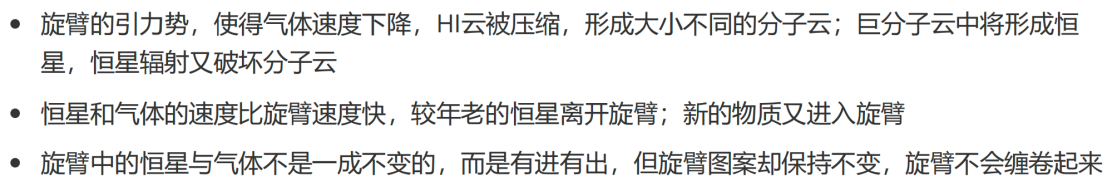 • 旋臂的引力势，使得气体速度下降，HI云被压缩，形成大小不同的分子云；巨分子云中将形成恒
星，恒星辐射又破坏分子云
• 恒星和气体的速度比旋臂速度快，较年老的恒星离开旋臂；新的物质又进入旋臂
• 旋臂中的恒星与气体不是一成不变的，而是有进有出，但旋臂图案却保持不变，旋臂不会缠卷起来